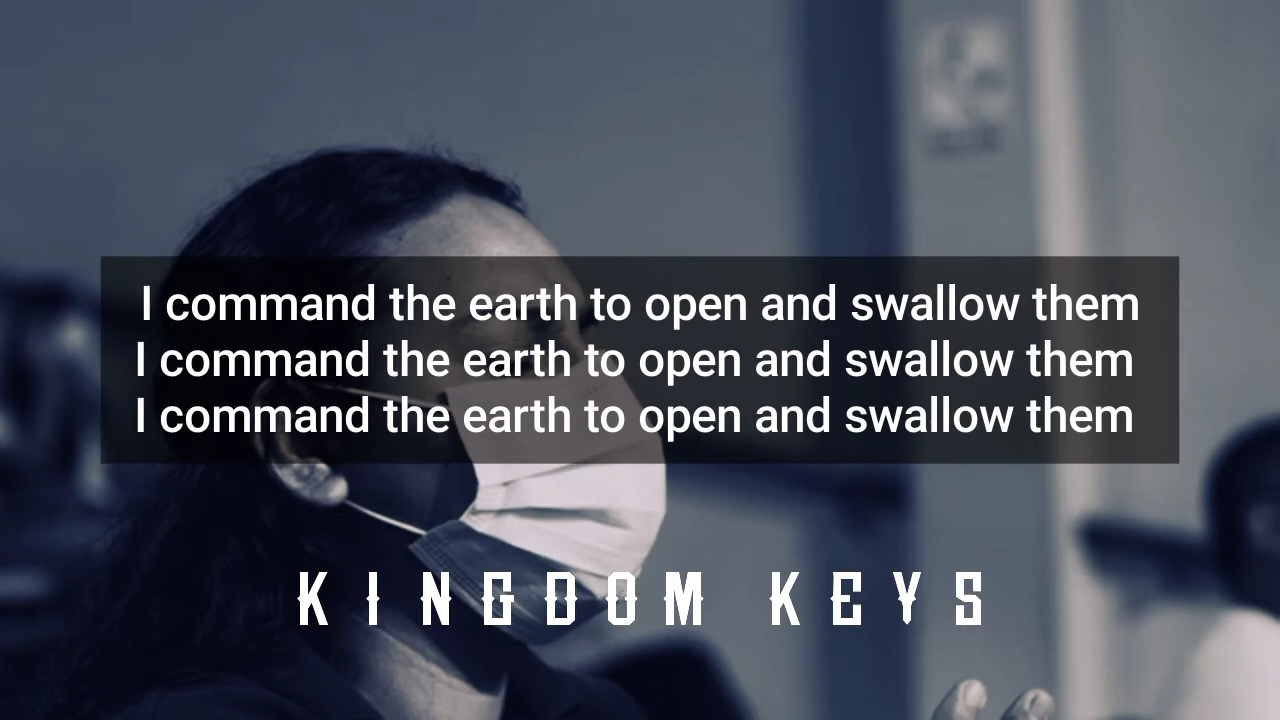 I command the earth to open and swallow them
I command the earth to open and swallow them
I command the earth to open and swallow them
KINGDOM KEYS